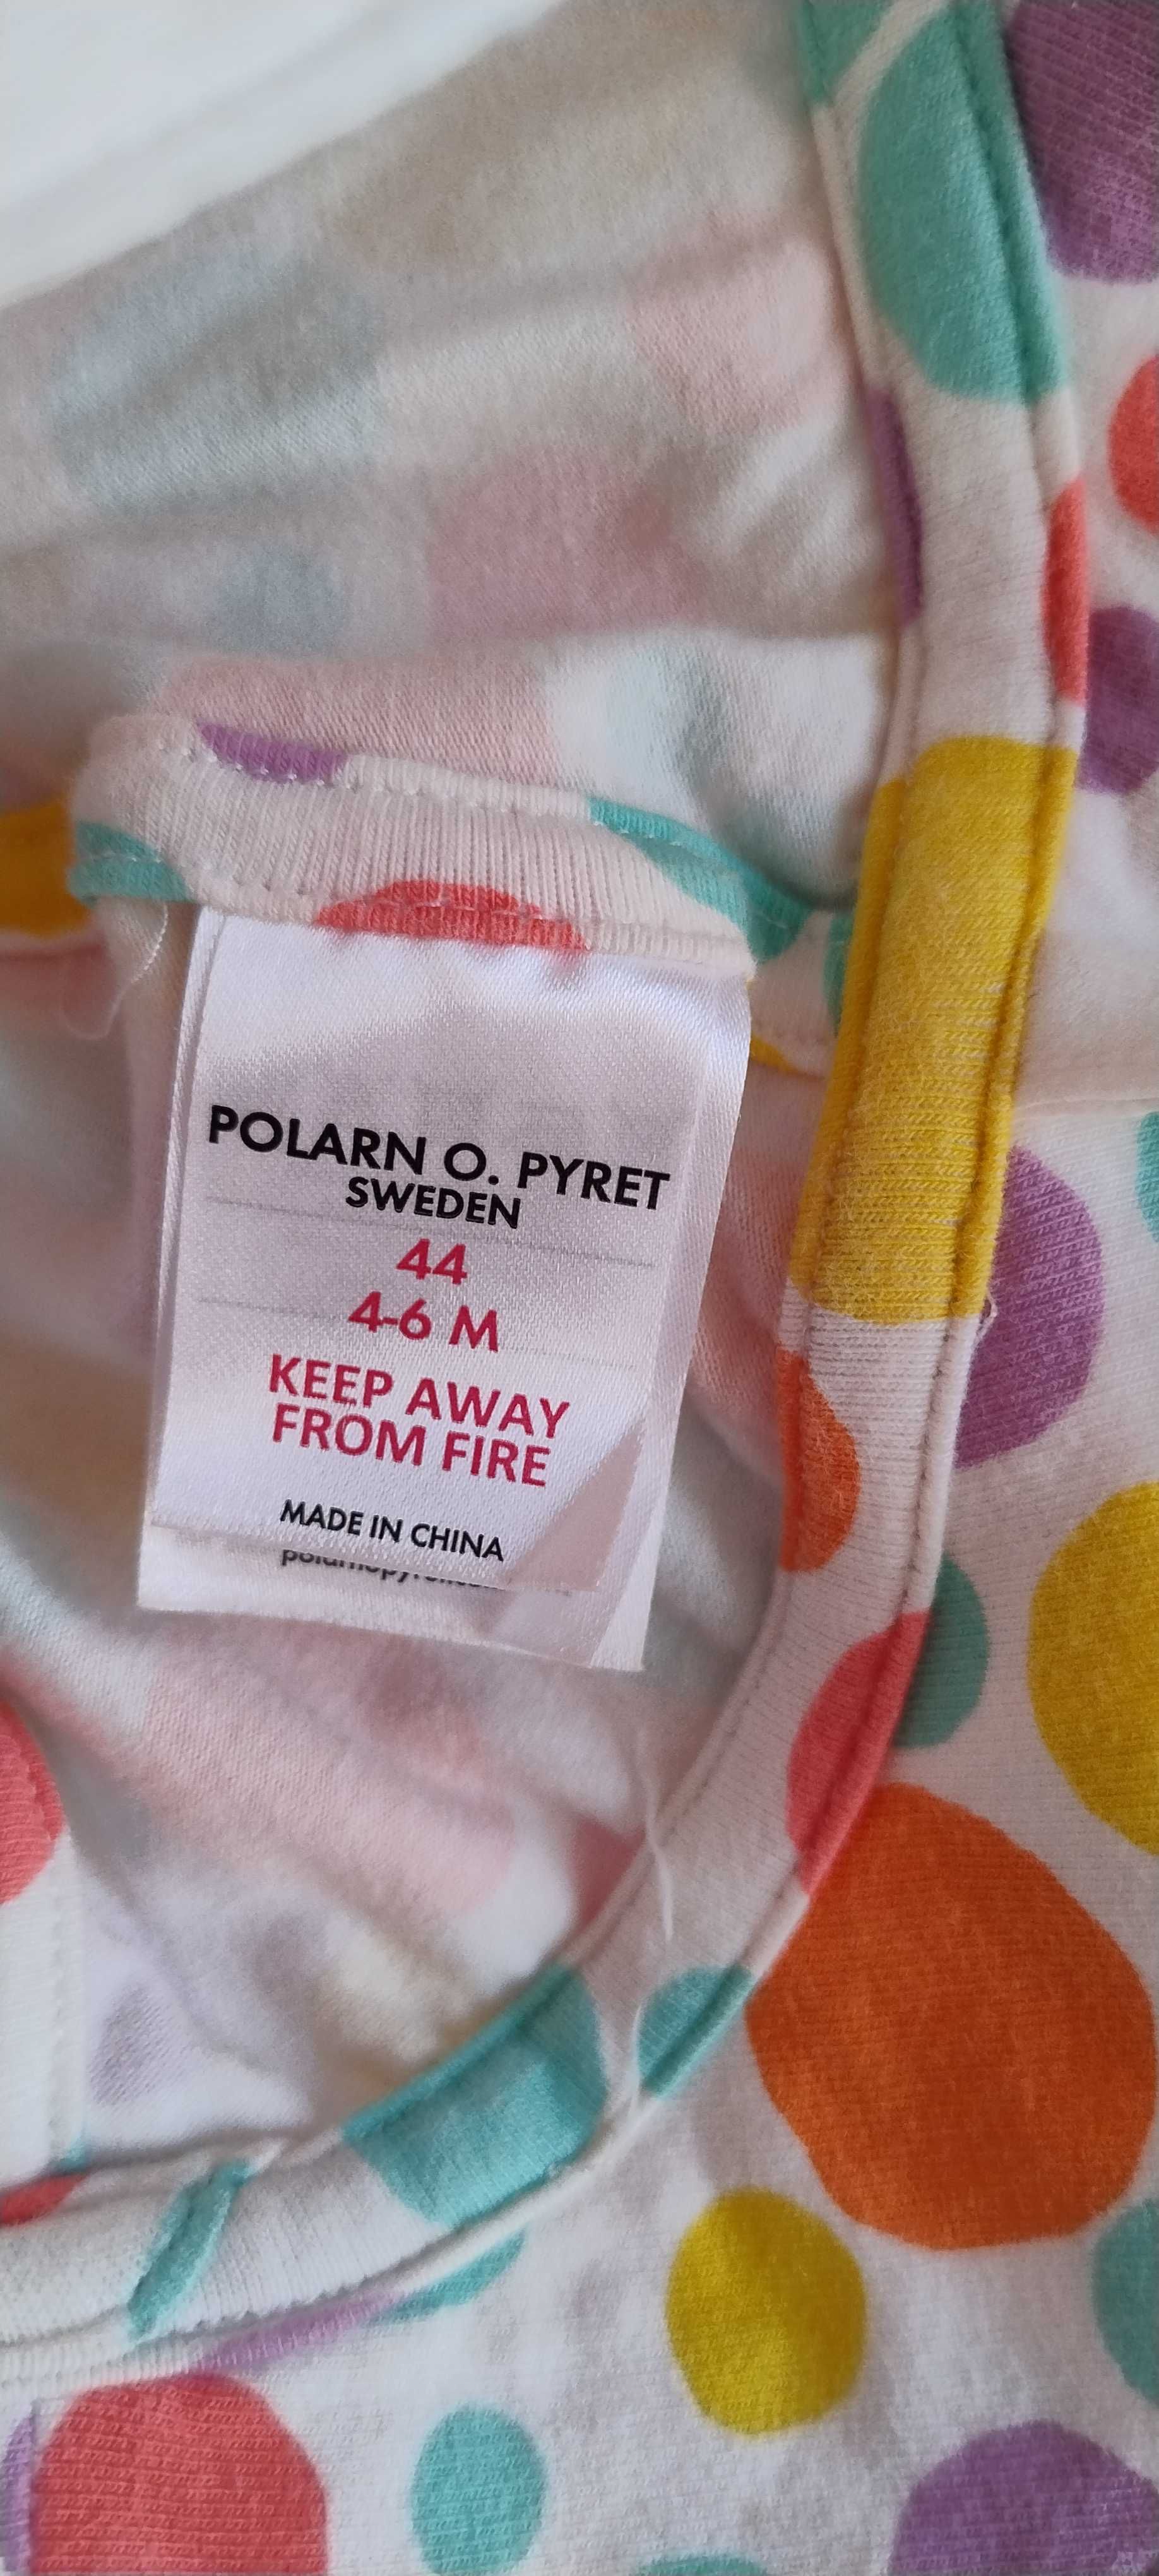 POLARN O. PYRET
SWEDEN
44
4-6 M
KEEP AWAY
FROM FIRE
MADE IN CHINA